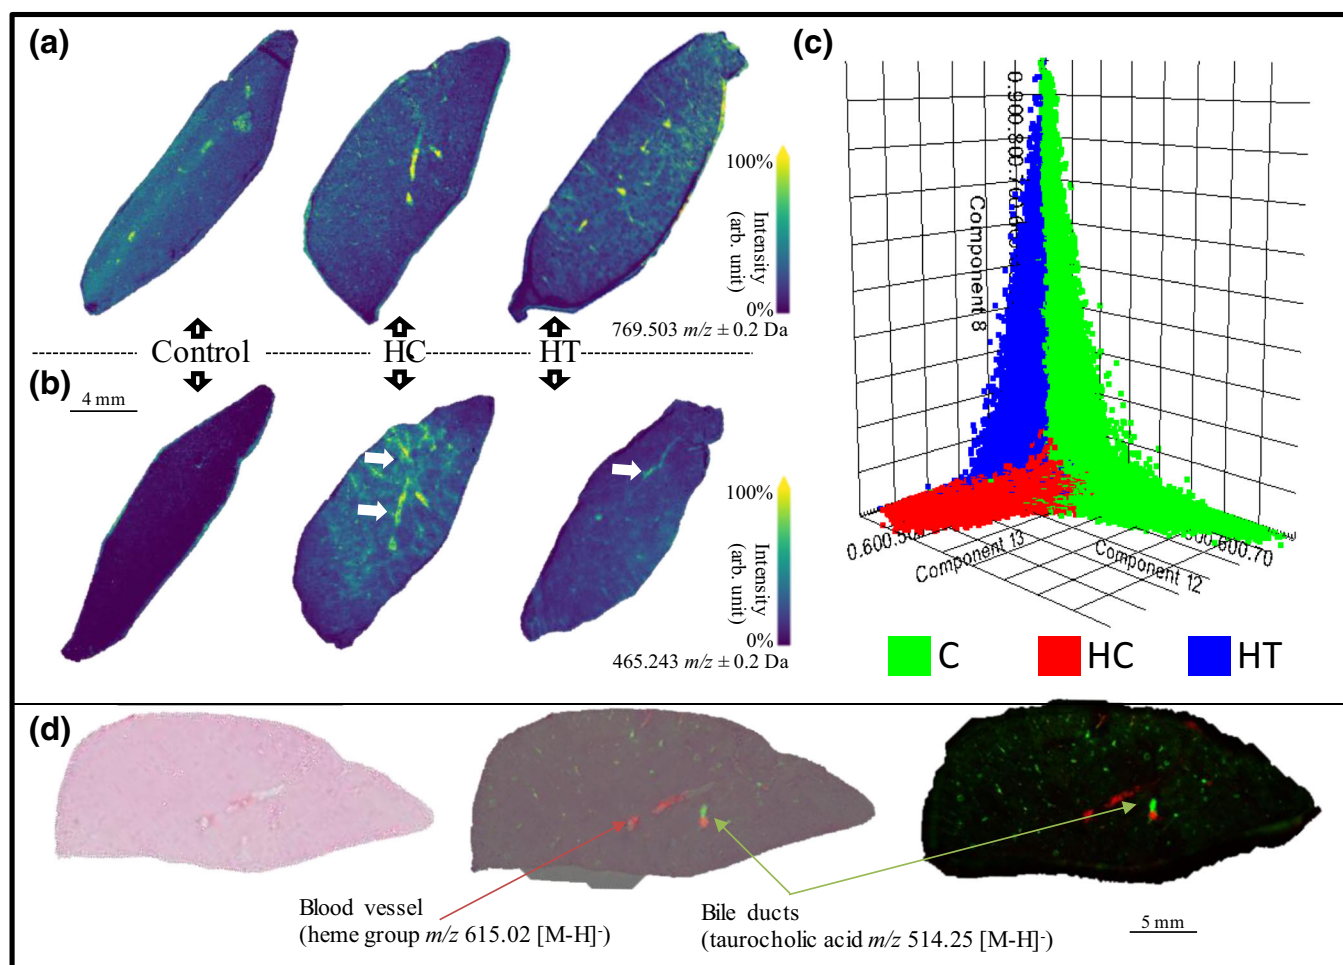 (a)
100%
Intensity
(arb. unit)
0%
769.503 m/z ± 0.2 Da
Control
HC
HT
(b)
4 mm
100%
Intensity
(arb. unit)
0%
465.243 m/z ± 0.2 Da
(c)
Component 8
Component 13
Component 12
C
HC
HT
(d)
Blood vessel
(heme group m/z 615.02 [M-H]-)
Bile ducts
(taurocholic acid m/z 514.25 [M-H]-)
5 mm